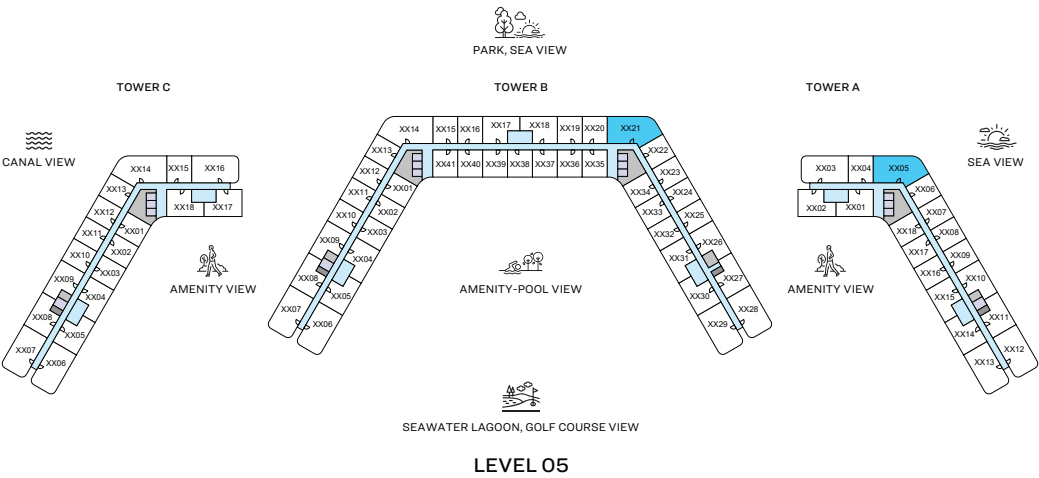 PARK, SEA VIEW
TOWER C
TOWER B
TOWER A
CANAL VIEW
SEA VIEW
XX14
XX15
XX16
XX13
XX12
XX11
XX10
XX09
XX08
XX07
XX18
XX17
XX01
XX02
XX03
XX04
XX05
XX06
XX14
XX15
XX16
XX17
XX18
XX19
XX20
XX21
XX13
XX12
XX11
XX10
XX09
XX08
XX07
XX41
XX40
XX39
XX38
XX37
XX36
XX35
XX01
XX02
XX03
XX04
XX05
XX06
XX22
XX23
XX24
XX25
XX26
XX27
XX28
XX34
XX33
XX32
XX31
XX30
XX29
XX03
XX04
XX05
XX02
XX01
XX06
XX07
XX08
XX09
XX10
XX11
XX12
XX18
XX17
XX16
XX15
XX14
XX13
AMENITY VIEW
AMENITY-POOL VIEW
AMENITY VIEW
SEAWATER LAGOON, GOLF COURSE VIEW
LEVEL 05